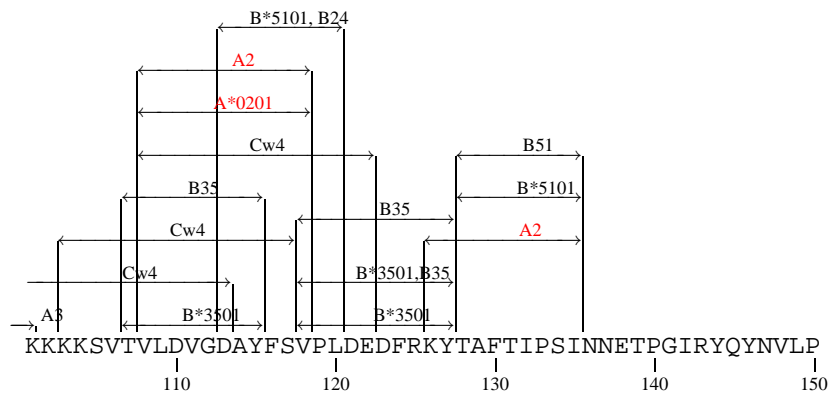 B*5101, B24
A2
A*0201
Cw4 B51
B35 B*5101
B35
Cw4 A2
Cw4 B*3501,B35
A3 B*3501 B*3501
KKKKSVTVLDVGDAYFSVPLDEDFRKYTAFTIPSINNETPGIRYQYNVLP
110 120 130 140 150